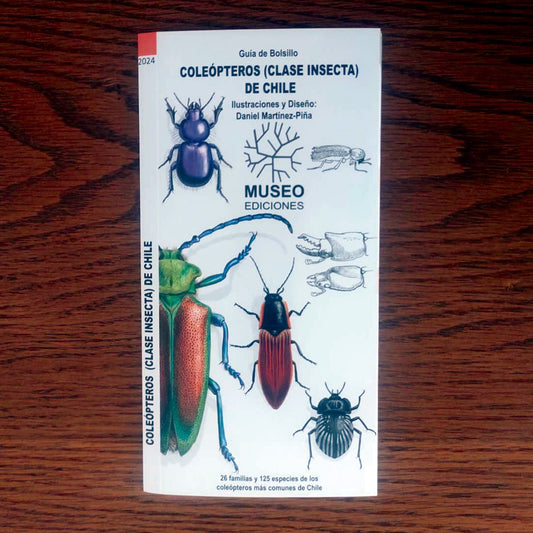 2024
Guía de Bolsillo
COLEÓPTEROS (CLASE INSECTA)
DE CHILE
Ilustraciones y Diseño:
Daniel Martínez-Piña
MUSEO
EDICIONES
COLEÓPTEROS (CLASE INSECTA) DE CHILE
26 familias y 125 especies de los
coleópteros más comunes de Chile